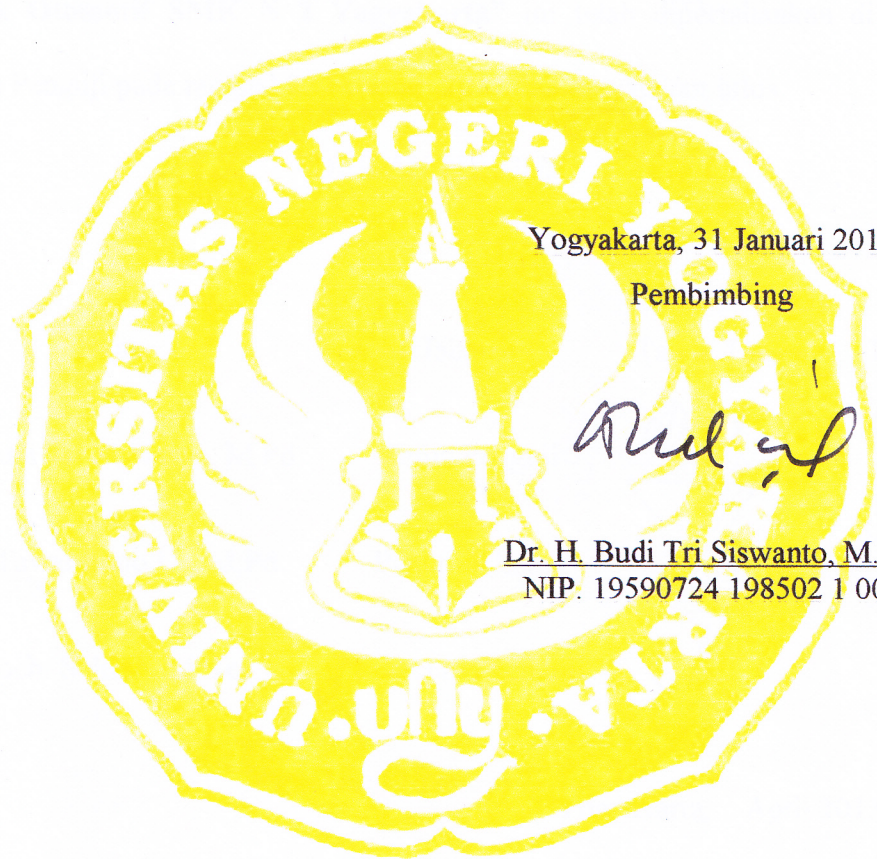 UNIVERSITAS NEGERI YOGYAKARTA
Yogyakarta, 31 Januari 201
Pembimbing
Dr. H. Budi Tri Siswanto, M.
NIP. 19590724 198502 1 00
UNY